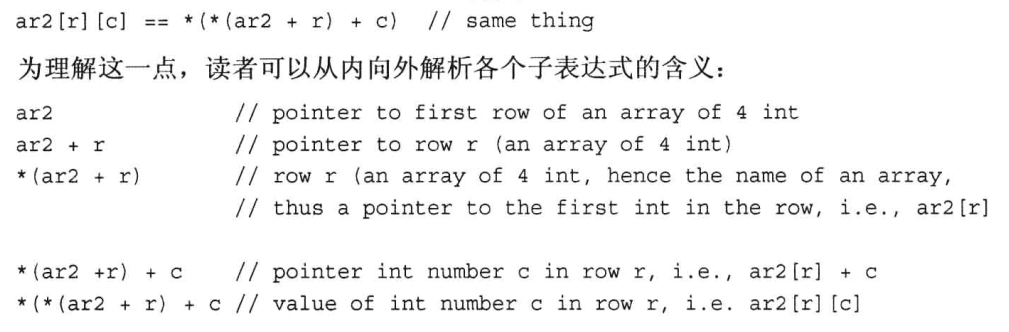 ar2[r][c] == *(*(ar2 + r) + c)  // same thing
为理解这一点，读者可以从内向外解析各个子表达式的含义：
ar2              // pointer to first row of an array of 4 int
ar2 + r          // pointer to row r (an array of 4 int)
*(ar2 + r)       // row r (an array of 4 int, hence the name of an array,
                 // thus a pointer to the first int in the row, i.e., ar2[r]
*(ar2 +r) + c    // pointer int number c in row r, i.e., ar2[r] + c
*(*(ar2 + r) + c // value of int number c in row r, i.e. ar2[r][c]